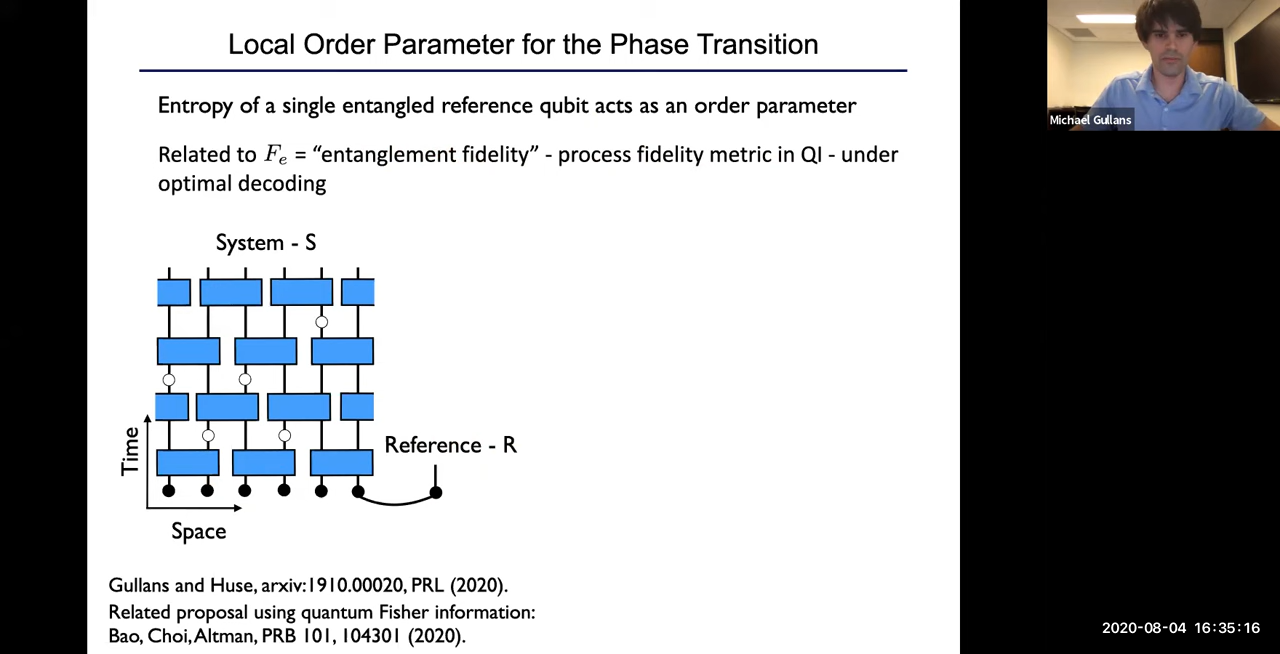 Local Order Parameter for the Phase Transition
Entropy of a single entangled reference qubit acts as an order parameter
Related to Fₑ = “entanglement fidelity” - process fidelity metric in QI - under
optimal decoding
System - S
Reference - R
Time
Space
Gullans and Huse, arxiv:1910.00020, PRL (2020).
Related proposal using quantum Fisher information:
Bao, Choi, Altman, PRB 101, 104301 (2020).
Michael Gullans
2020-08-04 16:35:16